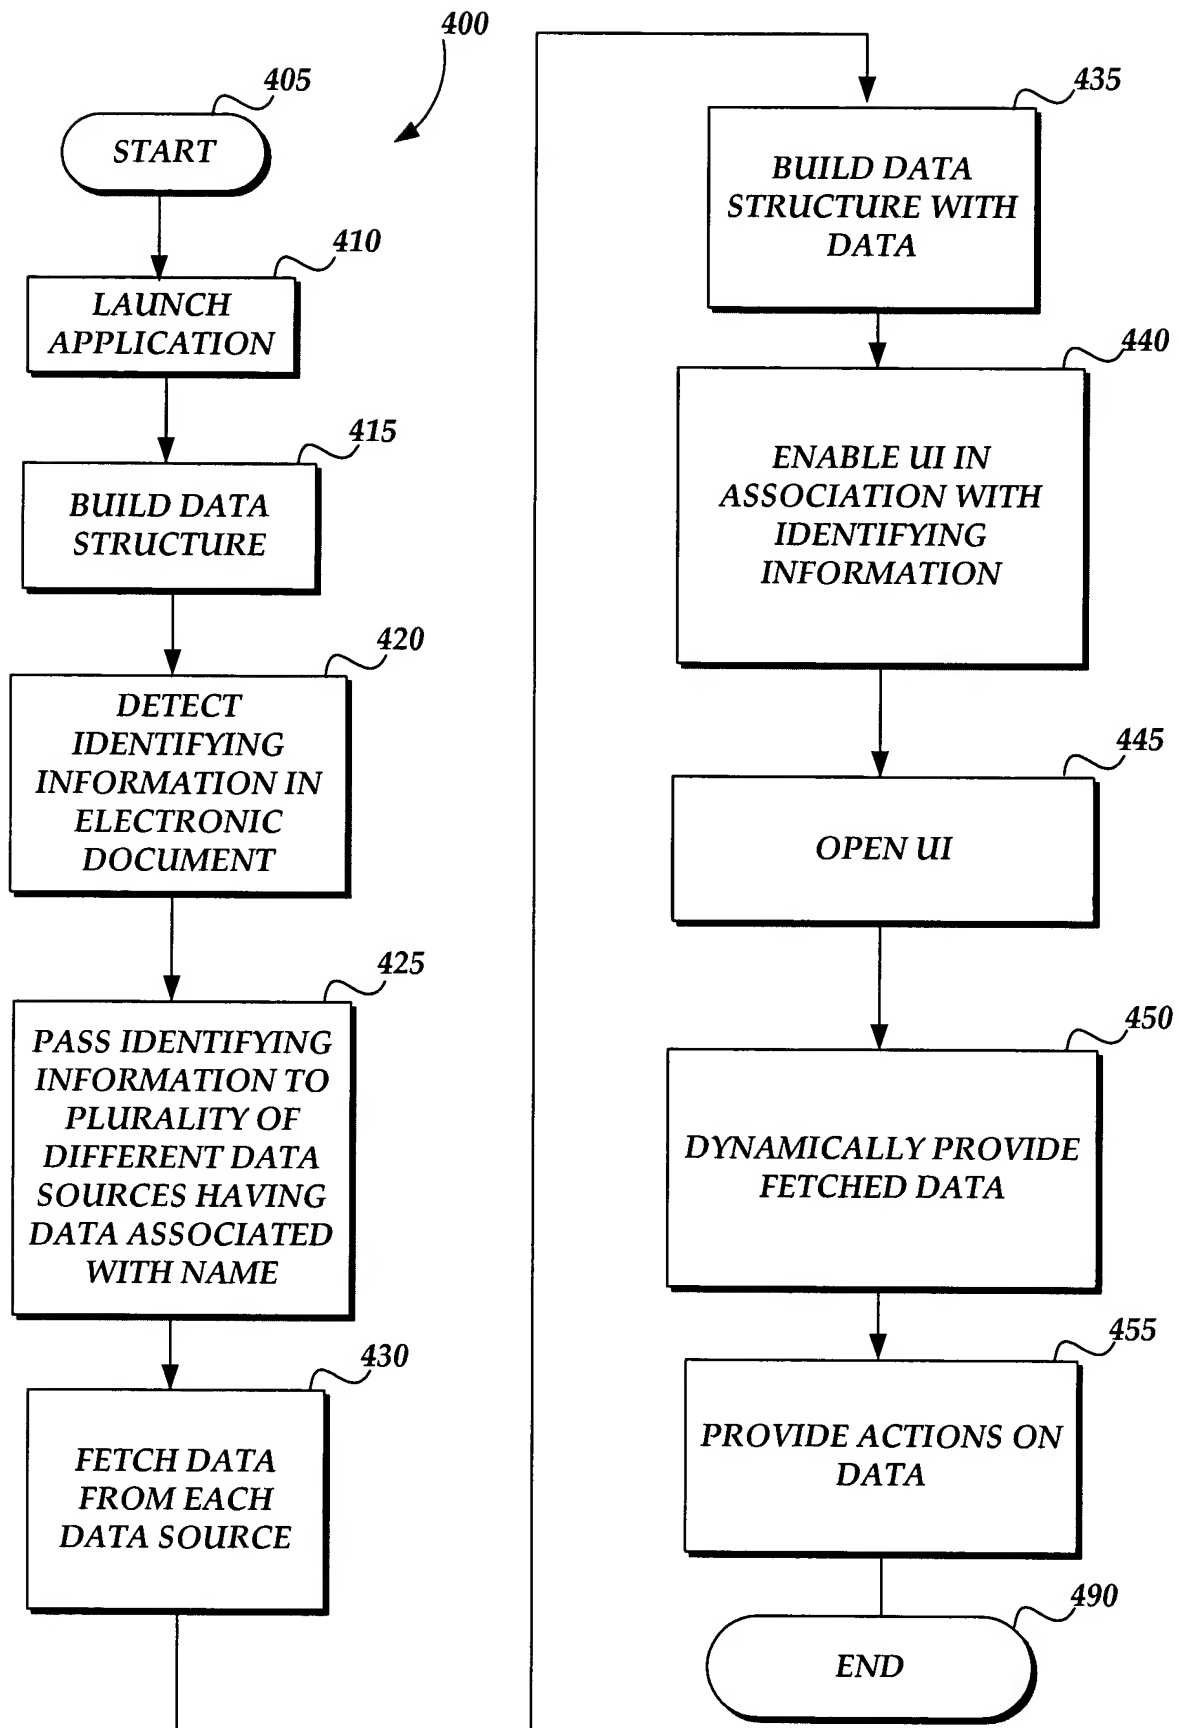 400
405
START
410
LAUNCH
APPLICATION
415
BUILD DATA
STRUCTURE
420
DETECT
IDENTIFYING
INFORMATION IN
ELECTRONIC
DOCUMENT
425
PASS IDENTIFYING
INFORMATION TO
PLURALITY OF
DIFFERENT DATA
SOURCES HAVING
DATA ASSOCIATED
WITH NAME
430
FETCH DATA
FROM EACH
DATA SOURCE
435
BUILD DATA
STRUCTURE WITH
DATA
440
ENABLE UI IN
ASSOCIATION WITH
IDENTIFYING
INFORMATION
445
OPEN UI
450
DYNAMICALLY PROVIDE
FETCHED DATA
455
PROVIDE ACTIONS ON
DATA
490
END